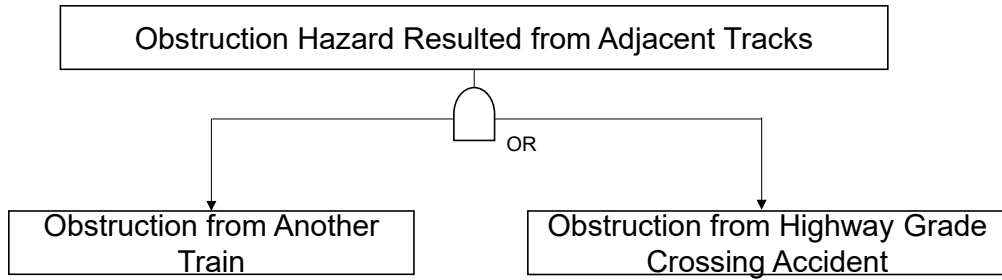 Obstruction Hazard Resulted from Adjacent Tracks
OR
Obstruction from Another
Train
Obstruction from Highway Grade
Crossing Accident